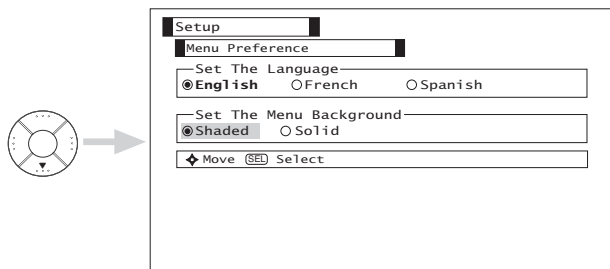 Setup
Menu Preference
Set The Language
English French Spanish
Set The Menu Background
Shaded Solid
Move SEL Select